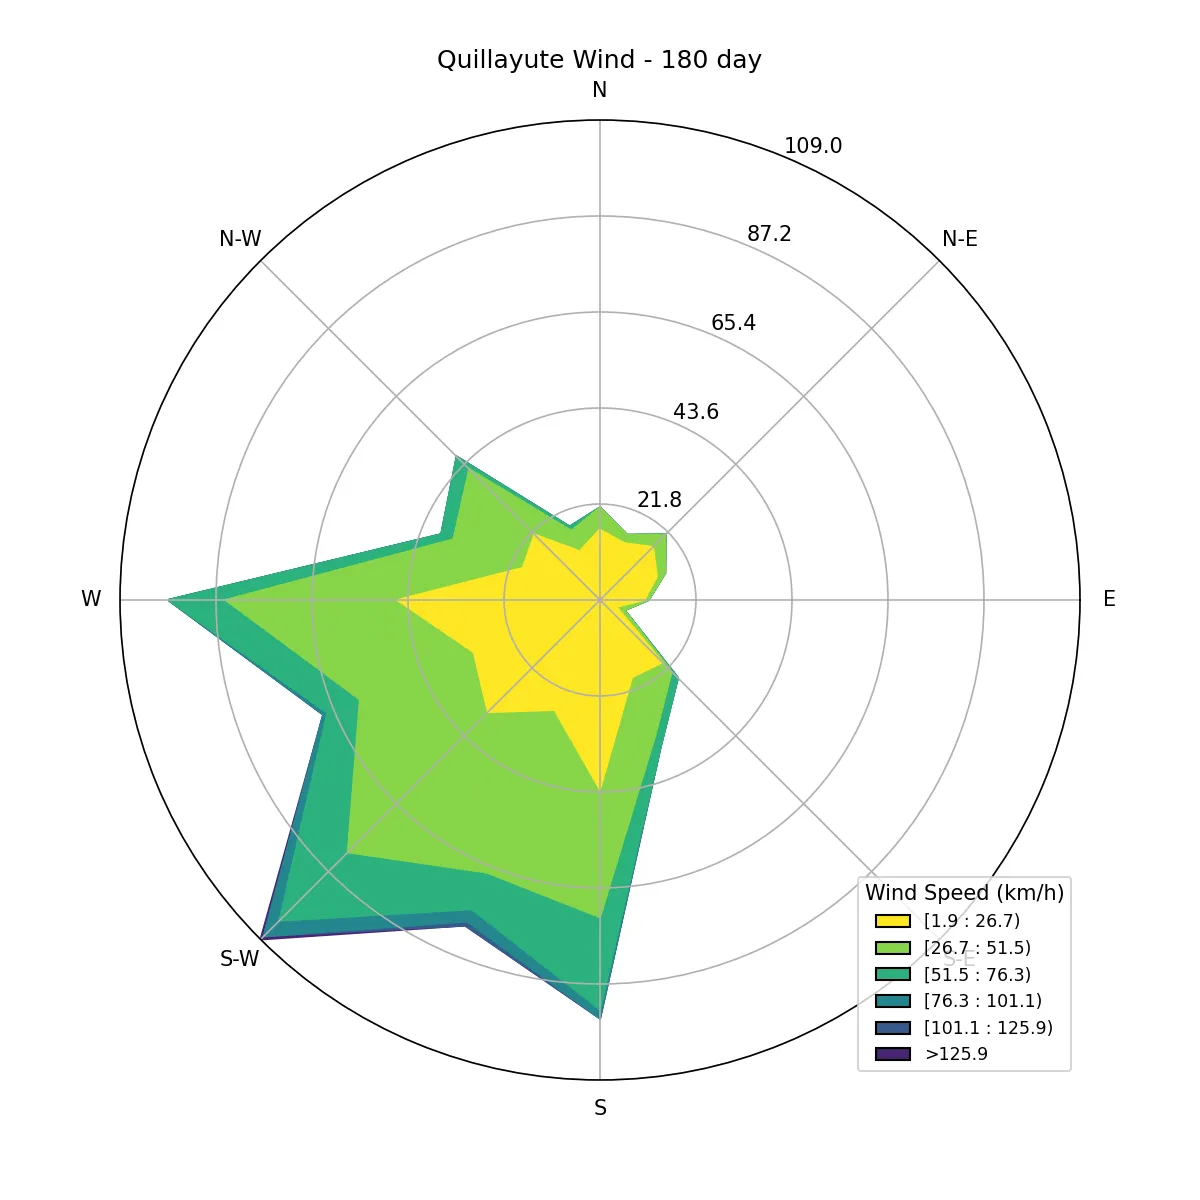 Quillayute Wind - 180 day
N
109.0
N-W
87.2
N-E
65.4
43.6
21.8
W
E
Wind Speed (km/h)
[1.9 : 26.7)
[26.7 : 51.5)
S-W
S-E
[51.5 : 76.3)
[76.3 : 101.1)
[101.1 : 125.9)
>125.9
S